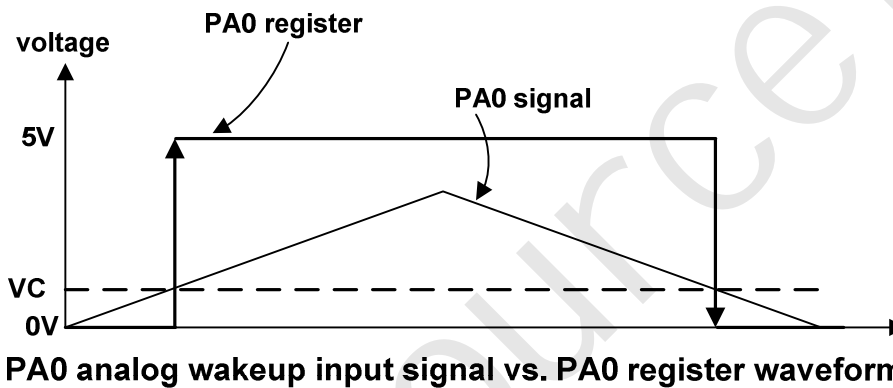 PA0 register
voltage
PA0 signal
5V
VC
0V
PA0 analog wakeup input signal vs. PA0 register waveform